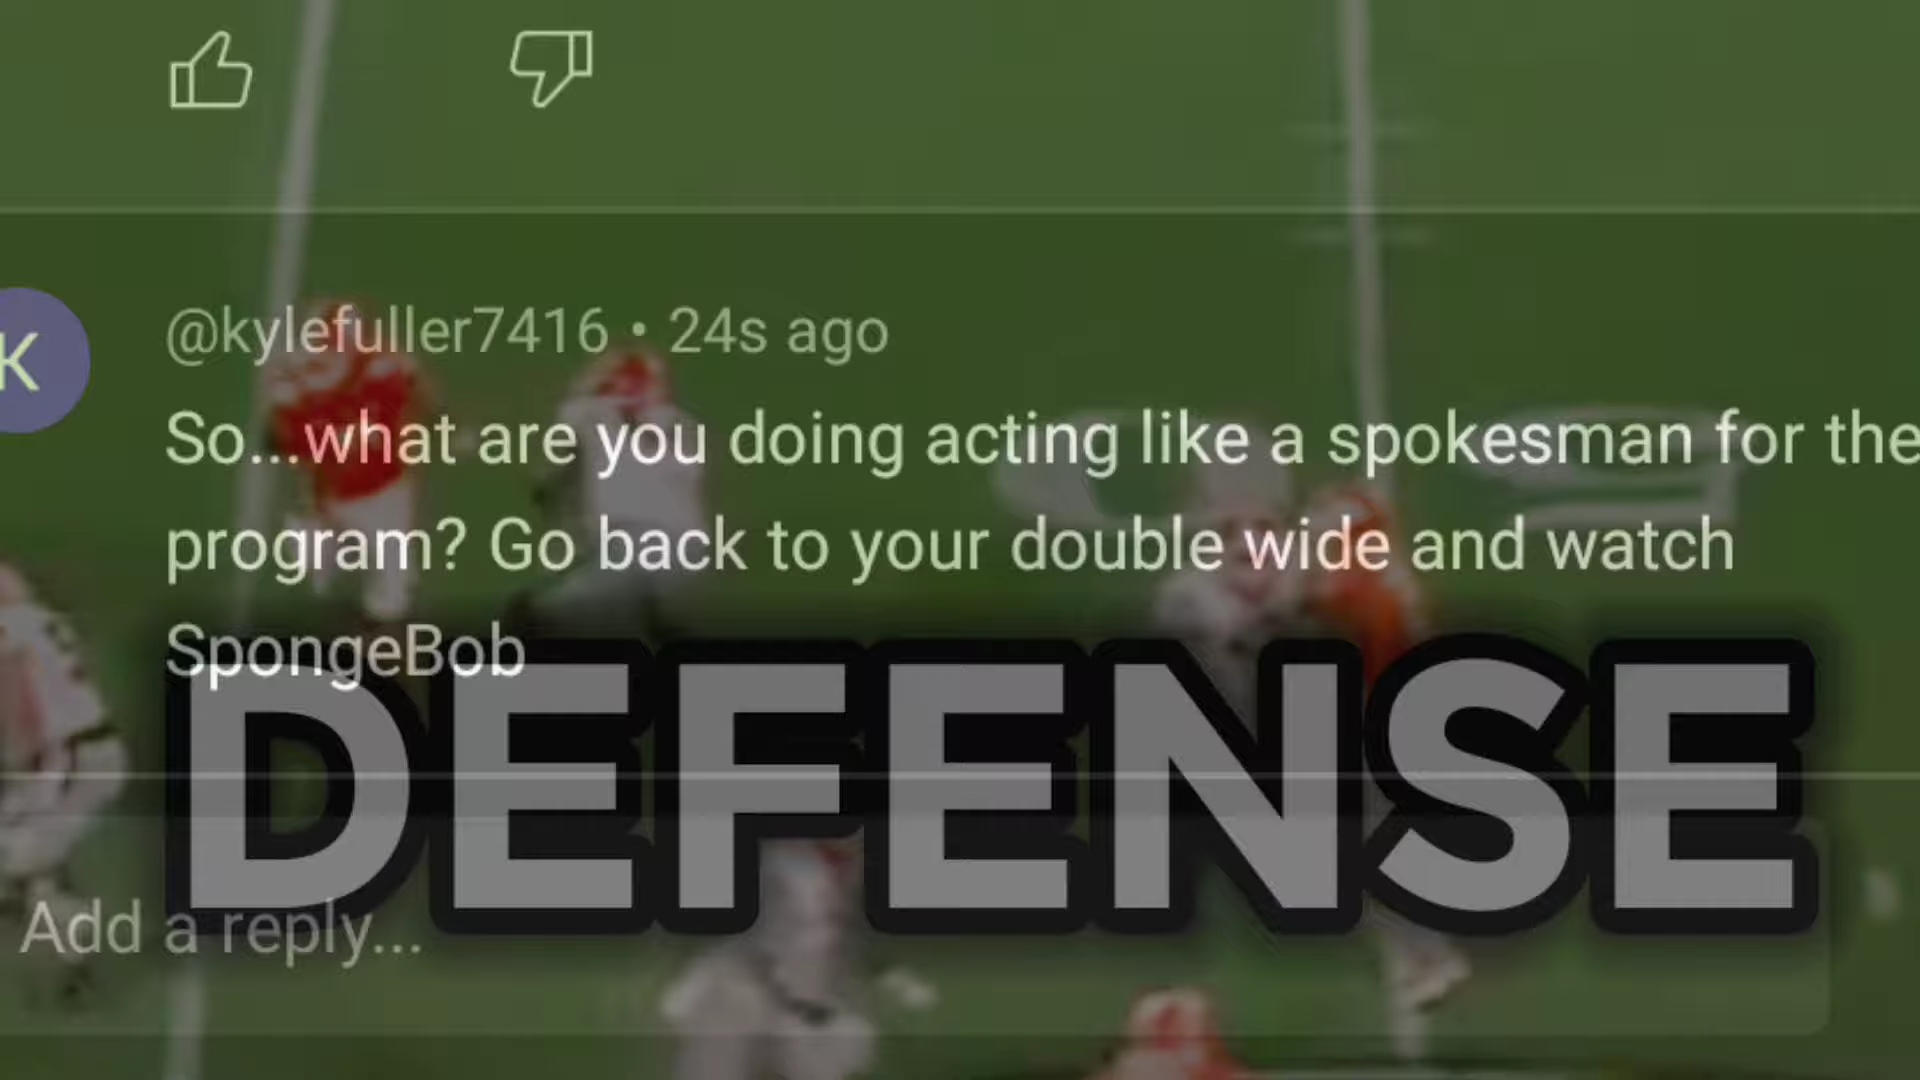 @kylefuller7416 • 24s ago
So...what are you doing acting like a spokesman for the
program? Go back to your double wide and watch
SpongeBob
DEFENSE
Add a reply...
K